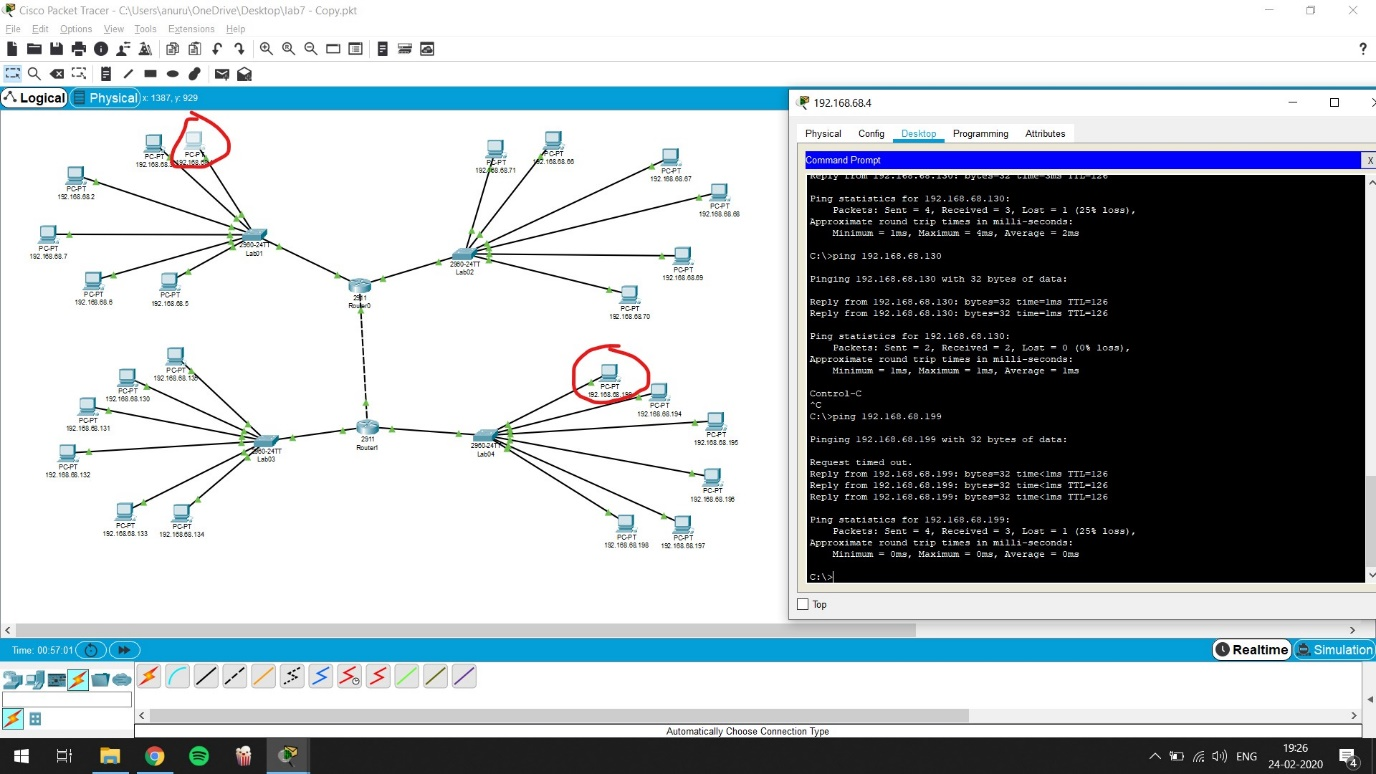 Cisco Packet Tracer - C:\Users\anuru\OneDrive\Desktop\lab7 - Copy.pkt
File Edit Options View Tools Extensions Help
?
Logical Physical x: 1387, y: 929
PC-PT
PC-PT
PC-PT
192.168.68.2
PC-PT
192.168.68.7
PC-PT
192.168.68.6
PC-PT
192.168.68.5
2960-24TT
Lab01
PC-PT
192.168.68.71
PC-PT
192.168.68.66
PC-PT
192.168.68.67
PC-PT
192.168.68.68
PC-PT
192.168.68.69
PC-PT
192.168.68.70
2960-24TT
Lab02
2911
Router0
PC-PT
PC-PT
192.168.68.130
PC-PT
192.168.68.131
PC-PT
192.168.68.132
PC-PT
192.168.68.133
PC-PT
192.168.68.134
2960-24TT
Lab03
2911
Router1
PC-PT
PC-PT
192.168.68.194
PC-PT
192.168.68.195
PC-PT
192.168.68.196
PC-PT
192.168.68.198
PC-PT
192.168.68.197
2960-24TT
Lab04
192.168.68.4
Physical Config Desktop Programming Attributes
Command Prompt
X
Reply from 192.168.68.130: bytes=32 time=3ms TTL=126
Ping statistics for 192.168.68.130:
Packets: Sent = 4, Received = 3, Lost = 1 (25% loss),
Approximate round trip times in milli-seconds:
Minimum = 1ms, Maximum = 4ms, Average = 2ms
C:\>ping 192.168.68.130
Pinging 192.168.68.130 with 32 bytes of data:
Reply from 192.168.68.130: bytes=32 time=1ms TTL=126
Reply from 192.168.68.130: bytes=32 time=1ms TTL=126
Ping statistics for 192.168.68.130:
Packets: Sent = 2, Received = 2, Lost = 0 (0% loss),
Approximate round trip times in milli-seconds:
Minimum = 1ms, Maximum = 1ms, Average = 1ms
Control-C
^C
C:\>ping 192.168.68.199
Pinging 192.168.68.199 with 32 bytes of data:
Request timed out.
Reply from 192.168.68.199: bytes=32 time<1ms TTL=126
Reply from 192.168.68.199: bytes=32 time<1ms TTL=126
Reply from 192.168.68.199: bytes=32 time<1ms TTL=126
Ping statistics for 192.168.68.199:
Packets: Sent = 4, Received = 3, Lost = 1 (25% loss),
Approximate round trip times in milli-seconds:
Minimum = 0ms, Maximum = 0ms, Average = 0ms
C:\>
Top
Time: 00:57:01
Realtime Simulation
Automatically Choose Connection Type
ENG
19:26
24-02-2020
4